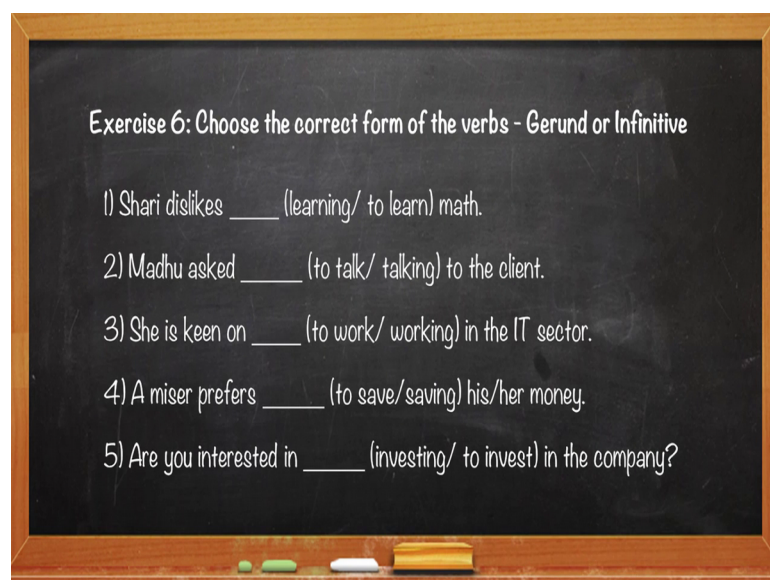 Exercise 6: Choose the correct form of the verbs - Gerund or Infinitive
1) Shari dislikes _____ (learning/ to learn) math.
2) Madhu asked ______ (to talk/ talking) to the client.
3) She is keen on _____ (to work/ working) in the IT sector.
4) A miser prefers ______ (to save/saving) his/her money.
5) Are you interested in ______ (investing/ to invest) in the company?